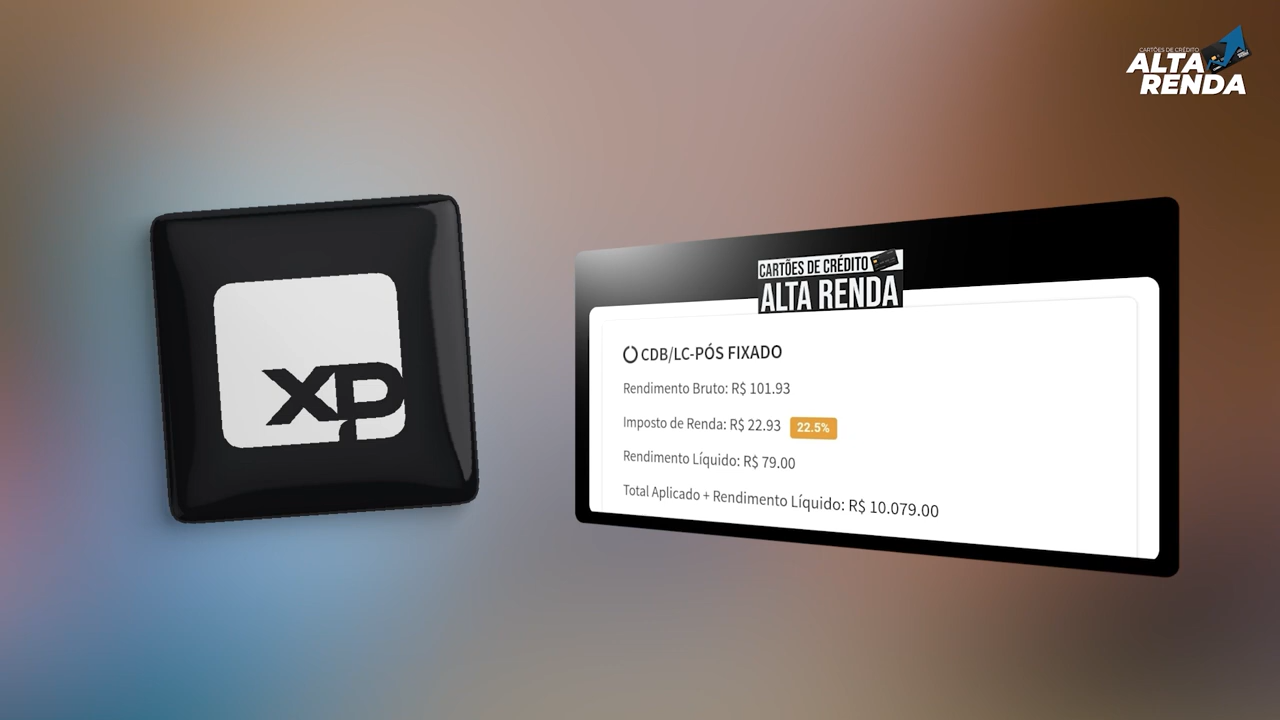 CARTÕES DE CRÉDITO
ALTA
RENDA
XP
CARTÕES DE CRÉDITO
ALTA RENDA
CDB/LC-PÓS FIXADO
Rendimento Bruto: R$ 101.93
Imposto de Renda: R$ 22.93 22.5%
Rendimento Líquido: R$ 79.00
Total Aplicado + Rendimento Líquido: R$ 10.079.00